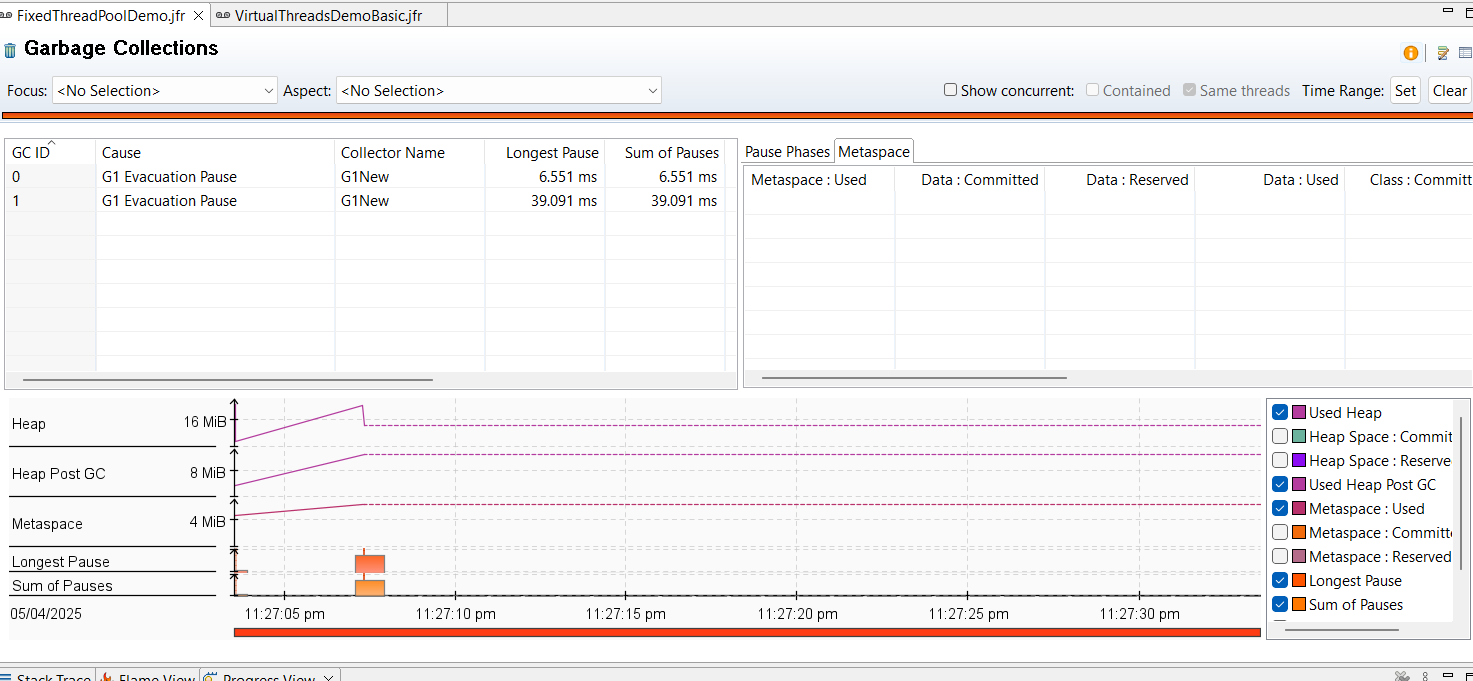 FixedThreadPoolDemo.jfr VirtualThreadsDemoBasic.jfr
Garbage Collections
Focus: <No Selection> Aspect: <No Selection> Show concurrent: Contained Same threads Time Range: Set Clear
GC ID Cause Collector Name Longest Pause Sum of Pauses
0 G1 Evacuation Pause G1New 6.551 ms 6.551 ms
1 G1 Evacuation Pause G1New 39.091 ms 39.091 ms
Pause Phases Metaspace
Metaspace : Used Data : Committed Data : Reserved Data : Used Class : Committ
Heap 16 MiB
Heap Post GC 8 MiB
Metaspace 4 MiB
Longest Pause
Sum of Pauses
05/04/2025 11:27:05 pm 11:27:10 pm 11:27:15 pm 11:27:20 pm 11:27:25 pm 11:27:30 pm
Used Heap
Heap Space : Commit
Heap Space : Reserve
Used Heap Post GC
Metaspace : Used
Metaspace : Committe
Metaspace : Reserved
Longest Pause
Sum of Pauses
Stack Trace Flame View Progress View